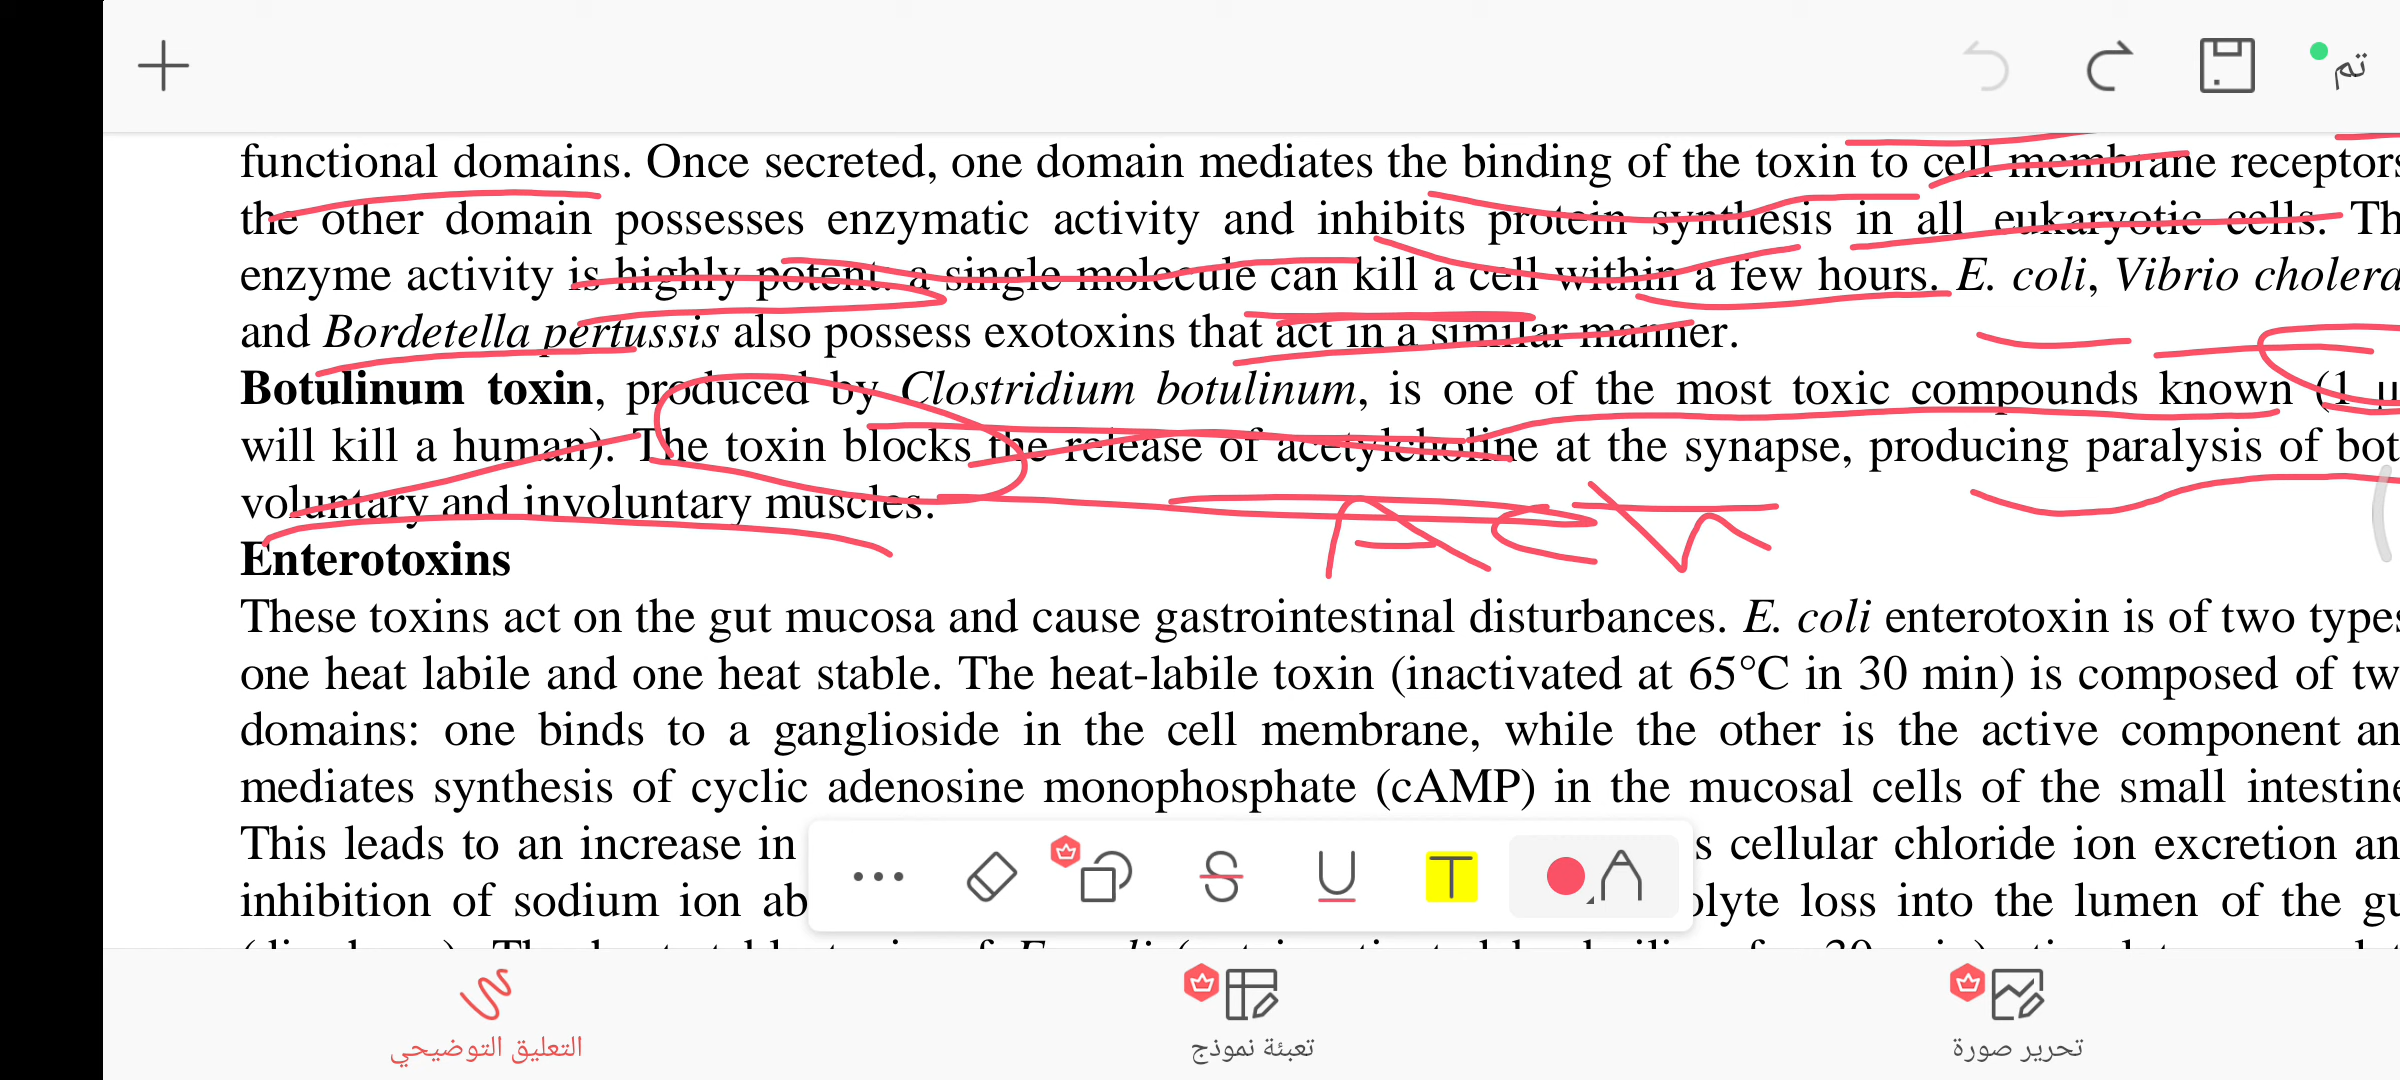 تم
functional domains. Once secreted, one domain mediates the binding of the toxin to cell membrane receptors
the other domain possesses enzymatic activity and inhibits protein synthesis in all eukaryotic cells. Th
enzyme activity is highly potent: a single molecule can kill a cell within a few hours. E. coli, Vibrio cholera
and Bordetella pertussis also possess exotoxins that act in a similar manner.
Botulinum toxin, produced by Clostridium botulinum, is one of the most toxic compounds known (1 μ
will kill a human). The toxin blocks the release of acetylcholine at the synapse, producing paralysis of bot
voluntary and involuntary muscles.
Enterotoxins
These toxins act on the gut mucosa and cause gastrointestinal disturbances. E. coli enterotoxin is of two types
one heat labile and one heat stable. The heat-labile toxin (inactivated at 65°C in 30 min) is composed of tw
domains: one binds to a ganglioside in the cell membrane, while the other is the active component an
mediates synthesis of cyclic adenosine monophosphate (cAMP) in the mucosal cells of the small intestine
This leads to an increase in s cellular chloride ion excretion an
inhibition of sodium ion ab olyte loss into the lumen of the gu
التعليق التوضيحي
تعبئة نموذج
تحرير صورة